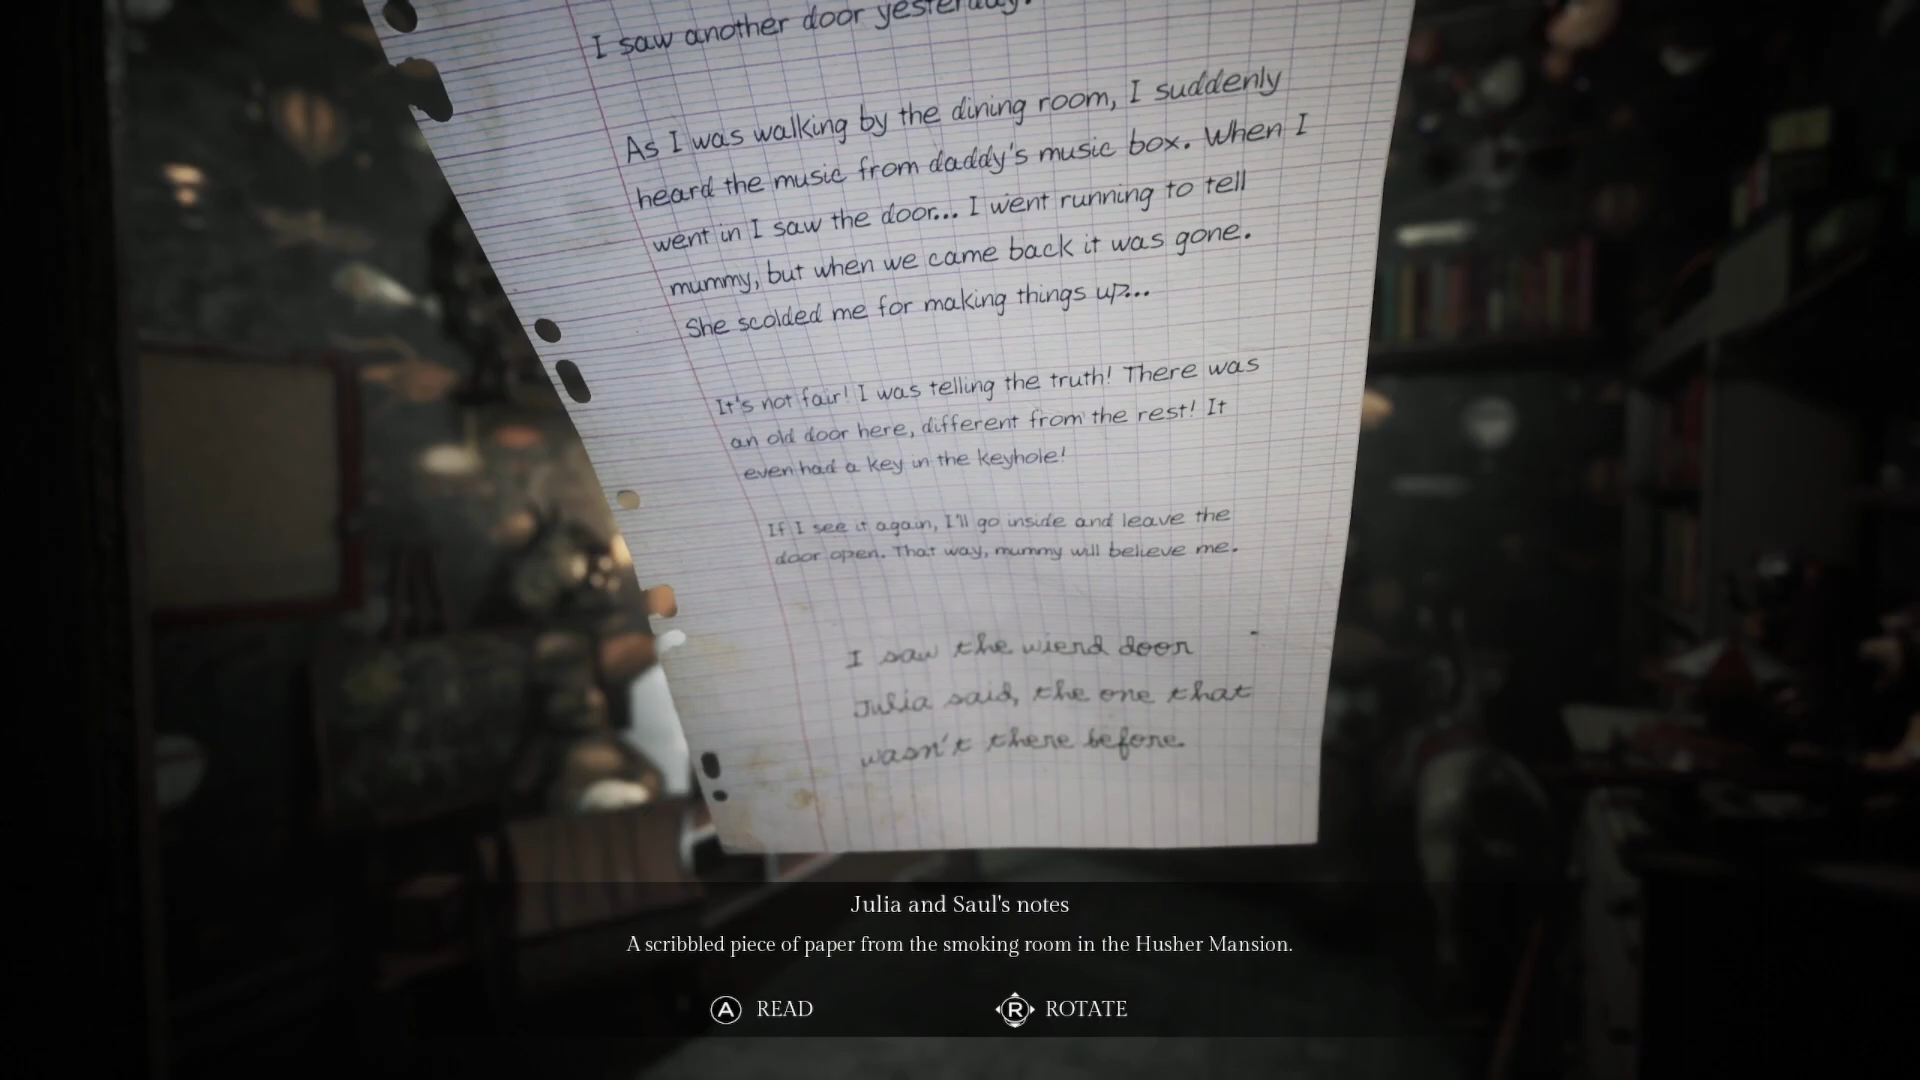 I saw another door yesterday.
As I was walking by the dining room, I suddenly
heard the music from daddy's music box. When I
went in I saw the door... I went running to tell
mummy, but when we came back it was gone.
She scolded me for making things up...
It's not fair! I was telling the truth! There was
an old door here, different from the rest! It
even had a key in the keyhole!
If I see it again, I'll go inside and leave the
door open. That way, mummy will believe me.
I saw the wierd door
Julia said, the one that
wasn't there before.
Julia and Saul's notes
A scribbled piece of paper from the smoking room in the Husher Mansion.
A READ R ROTATE